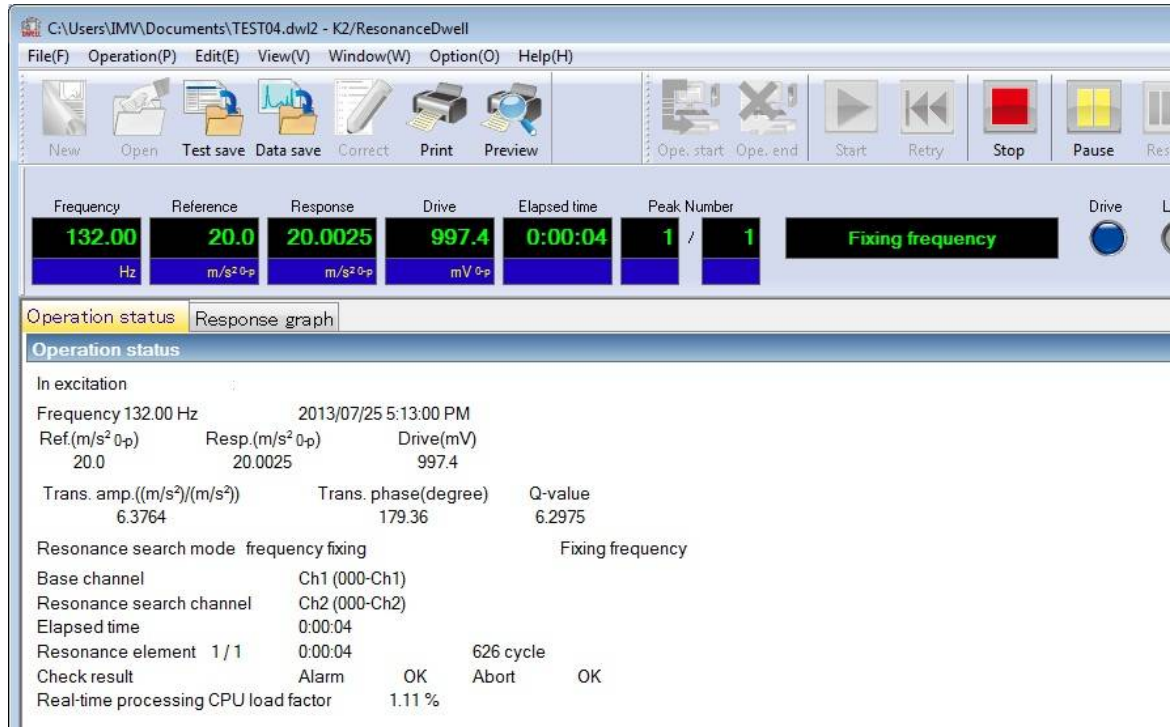 C:\Users\IMV\Documents\TEST04.dwl2 - K2/ResonanceDwell
File(F) Operation(P) Edit(E) View(V) Window(W) Option(O) Help(H)
New Open Test save Data save Correct Print Preview Ope. start Ope. end Start Retry Stop Pause
Frequency Reference Response Drive Elapsed time Peak Number Drive
132.00 20.0 20.0025 997.4 0:00:04 1 / 1 Fixing frequency
Hz m/s² 0-p m/s² 0-p mV 0-p
Operation status Response graph
Operation status
In excitation :
Frequency 132.00 Hz 2013/07/25 5:13:00 PM
Ref.(m/s² 0-p) Resp.(m/s² 0-p) Drive(mV)
20.0 20.0025 997.4
Trans. amp.((m/s²)/(m/s²)) Trans. phase(degree) Q-value
6.3764 179.36 6.2975
Resonance search mode frequency fixing Fixing frequency
Base channel Ch1 (000-Ch1)
Resonance search channel Ch2 (000-Ch2)
Elapsed time 0:00:04
Resonance element 1 / 1 0:00:04 626 cycle
Check result Alarm OK Abort OK
Real-time processing CPU load factor 1.11 %